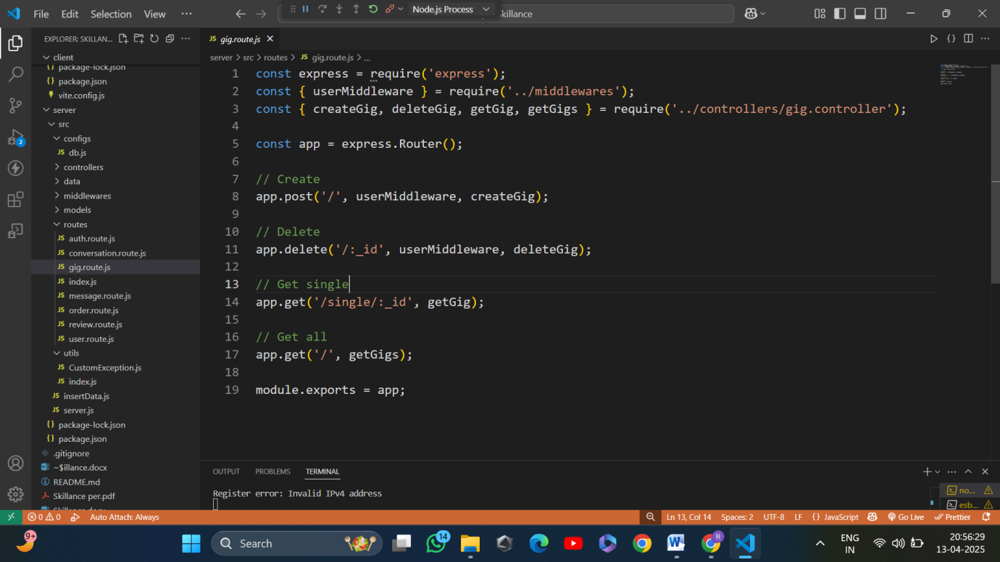 File Edit Selection View ···
Node.js Process
killance
EXPLORER: SKILLAN...
client
package-lock.json
package.json
vite.config.js
server
src
configs
db.js
controllers
data
middlewares
models
routes
auth.route.js
conversation.route.js
gig.route.js
index.js
message.route.js
order.route.js
review.route.js
user.route.js
utils
CustomException.js
index.js
insertData.js
server.js
package-lock.json
package.json
.gitignore
~$illance.docx
README.md
Skillance per.pdf
2
JS gig.route.js
server > src > routes > JS gig.route.js > ...
1 const express = require('express');
2 const { userMiddleware } = require('../middlewares');
3 const { createGig, deleteGig, getGig, getGigs } = require('../controllers/gig.controller');
4
5 const app = express.Router();
6
7 // Create
8 app.post('/', userMiddleware, createGig);
9
10 // Delete
11 app.delete('/:_id', userMiddleware, deleteGig);
12
13 // Get single
14 app.get('/single/:_id', getGig);
15
16 // Get all
17 app.get('/', getGigs);
18
19 module.exports = app;
OUTPUT PROBLEMS TERMINAL
Register error: Invalid IPv4 address
no...
esb...
0 0 Auto Attach: Always
Ln 13, Col 14 Spaces: 2 UTF-8 LF {} JavaScript Go Live Prettier
9+
Search
14
W
R
ENG
IN
20:56:29
13-04-2025